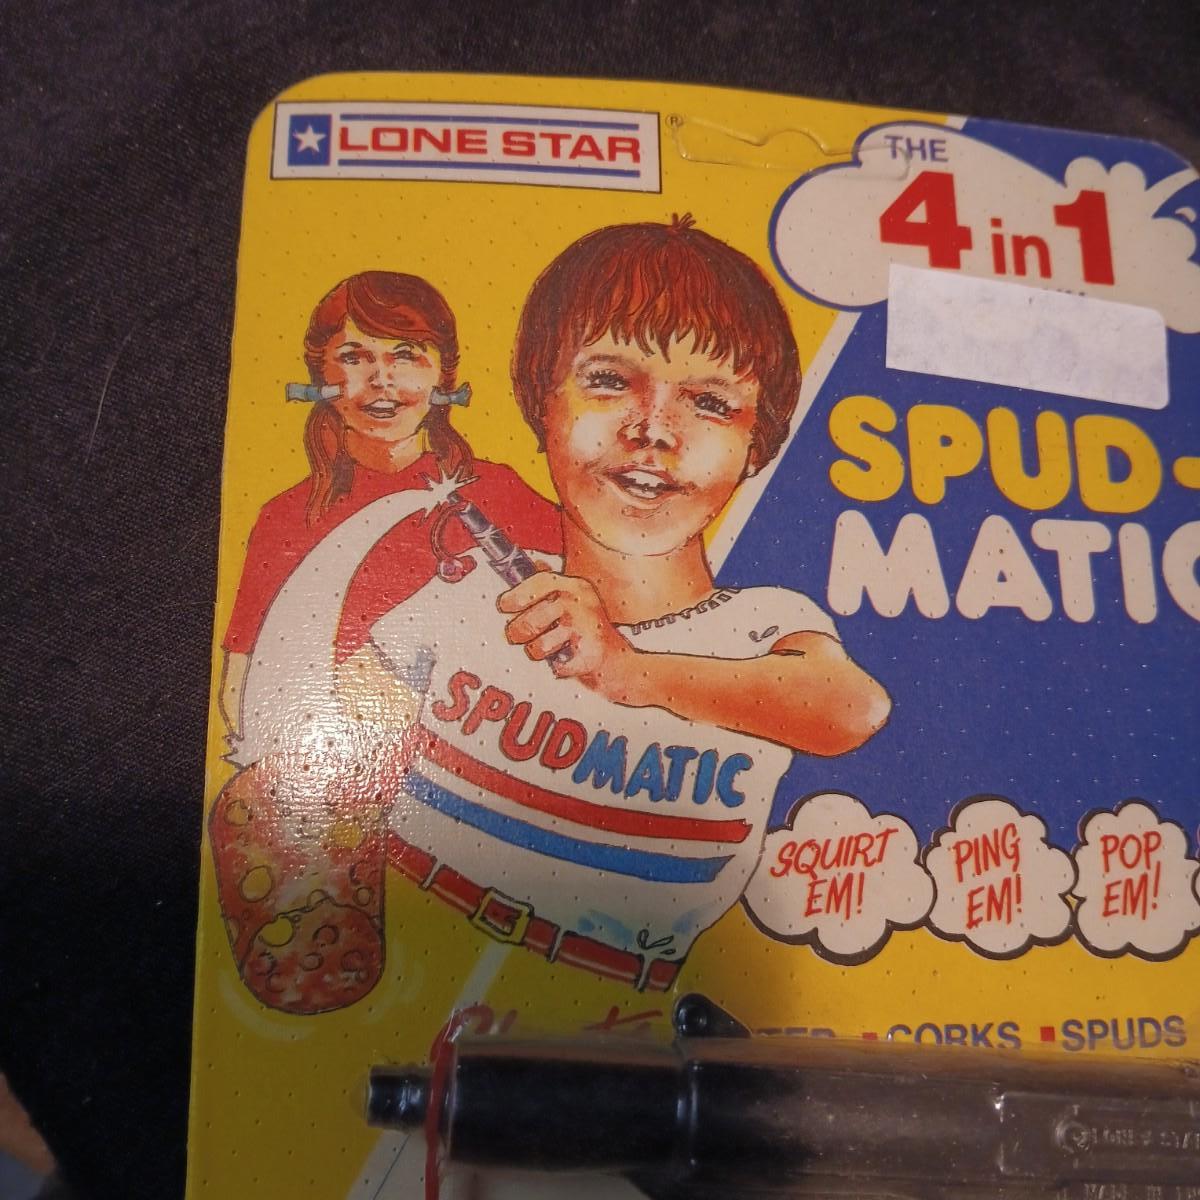 LONE STAR
®
THE
4 in 1
SPUD-
MATIC
SPUDMATIC
SQUIRT
EM!
PING
EM!
POP
EM!
▪CORKS ▪SPUDS